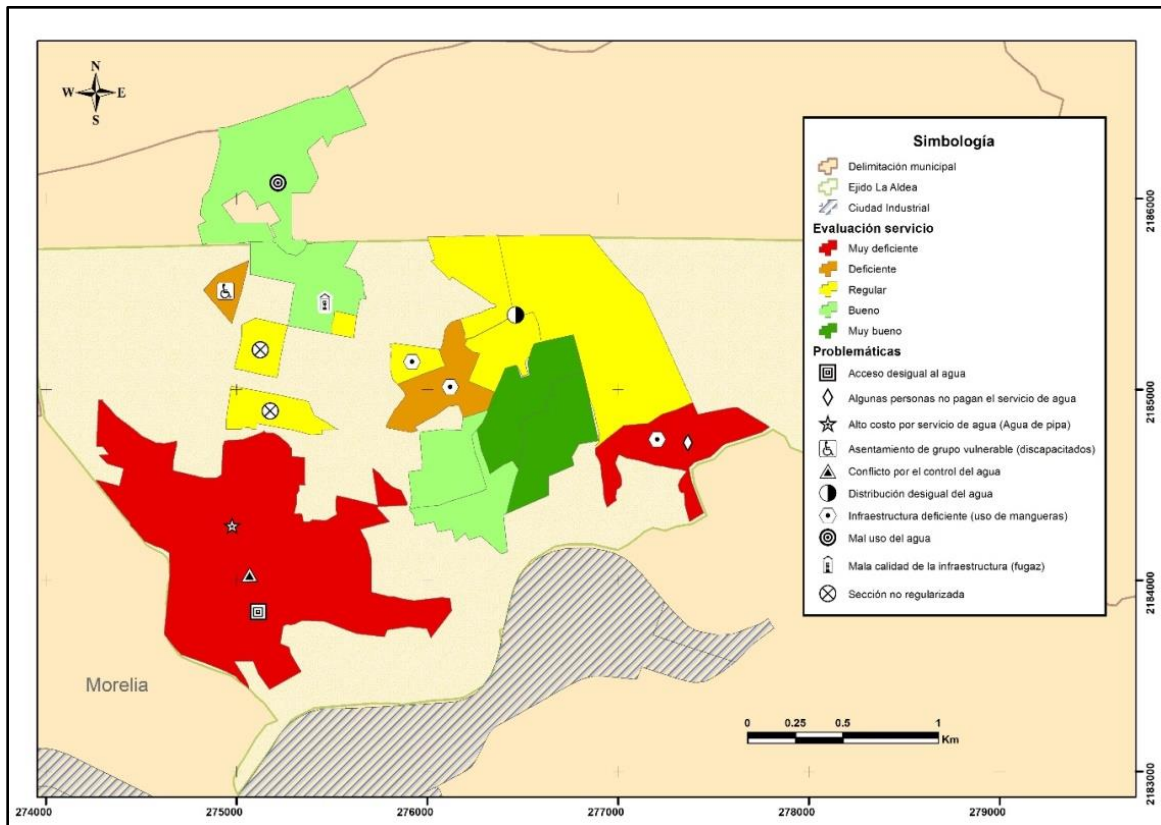 N
W E
S
Simbología
Delimitación municipal
Ejido La Aldea
Ciudad Industrial
Evaluación servicio
Muy deficiente
Deficiente
Regular
Bueno
Muy bueno
Problemáticas
Acceso desigual al agua
Algunas personas no pagan el servicio de agua
Alto costo por servicio de agua (Agua de pipa)
Asentamiento de grupo vulnerable (discapacitados)
Conflicto por el control del agua
Distribución desigual del agua
Infraestructura deficiente (uso de mangueras)
Mal uso del agua
Mala calidad de la infraestructura (fugaz)
Sección no regularizada
2186000
2185000
2184000
2183000
Morelia
0 0.25 0.5 1
Km
274000 275000 276000 277000 278000 279000